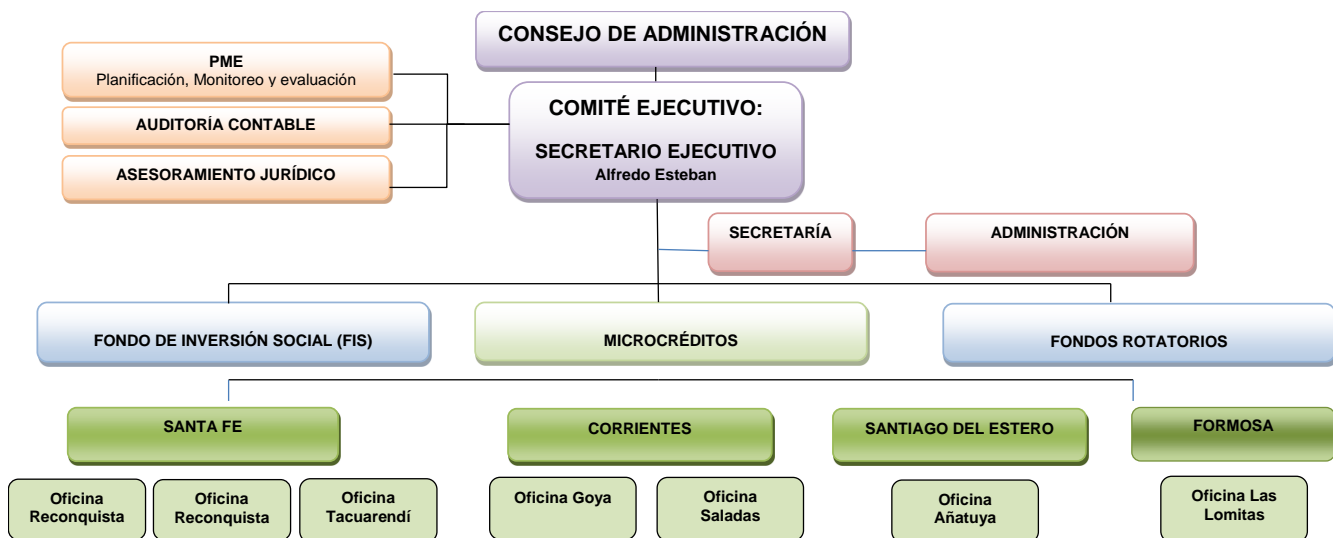 CONSEJO DE ADMINISTRACIÓN
PME
Planificación, Monitoreo y evaluación
AUDITORÍA CONTABLE
ASESORAMIENTO JURÍDICO
COMITÉ EJECUTIVO:
SECRETARIO EJECUTIVO
Alfredo Esteban
SECRETARÍA
ADMINISTRACIÓN
FONDO DE INVERSIÓN SOCIAL (FIS)
MICROCRÉDITOS
FONDOS ROTATORIOS
SANTA FE
CORRIENTES
SANTIAGO DEL ESTERO
FORMOSA
Oficina
Reconquista
Oficina
Reconquista
Oficina
Tacuarendí
Oficina Goya
Oficina
Saladas
Oficina
Añatuya
Oficina Las
Lomitas